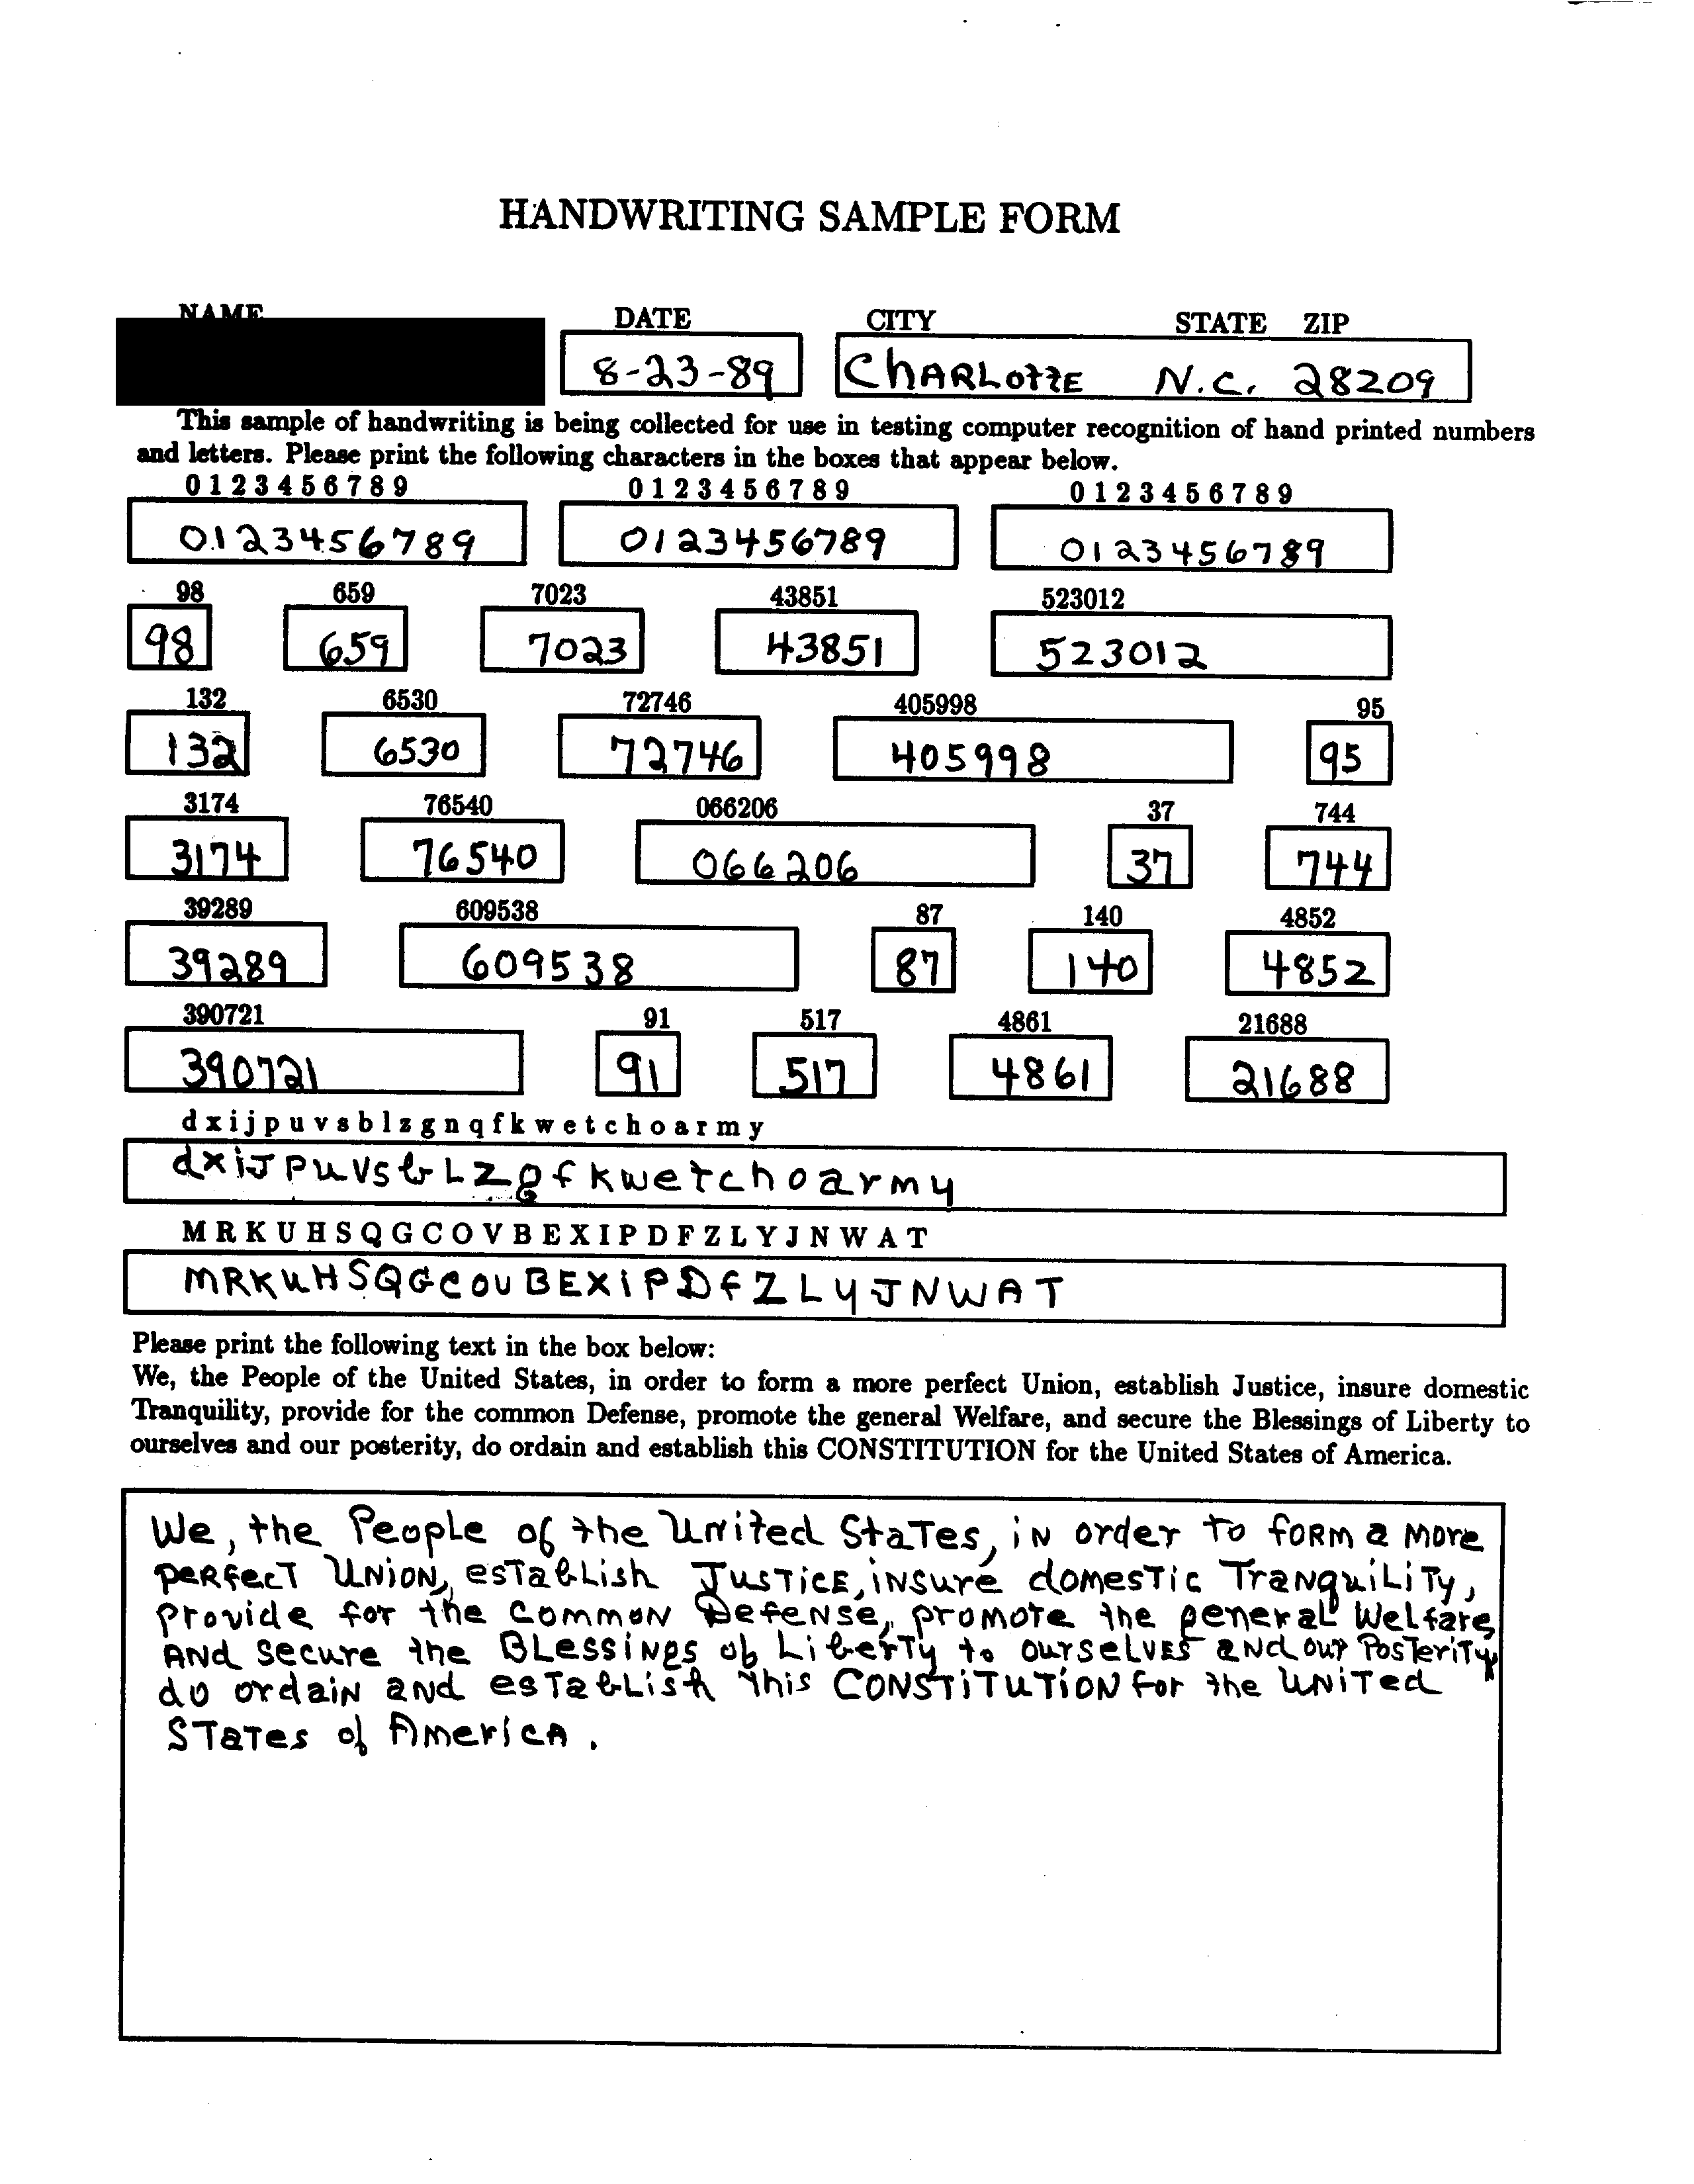 HANDWRITING SAMPLE FORM
NAME DATE CITY STATE ZIP
8-23-89 CHARLOTTE N.C. 28209
This sample of handwriting is being collected for use in testing computer recognition of hand printed numbers
and letters. Please print the following characters in the boxes that appear below.
0 1 2 3 4 5 6 7 8 9 0 1 2 3 4 5 6 7 8 9 0 1 2 3 4 5 6 7 8 9
0123456789 0123456789 0123456789
98 659 7023 43851 523012
98 659 7023 43851 523012
132 6530 72746 405998 95
132 6530 72746 405998 95
3174 76540 066206 37 744
3174 76540 066206 37 744
39289 609538 87 140 4852
39289 609538 87 140 4852
390721 91 517 4861 21688
390721 91 517 4861 21688
d x i j p u v s b l z g n q f k w e t c h o a r m y
dxiJpuVsbLZgfkwetchoarmy
M R K U H S Q G C O V B E X I P D F Z L Y J N W A T
MRKUHSQGCOVBEXiPDfZLYJNWAT
Please print the following text in the box below:
We, the People of the United States, in order to form a more perfect Union, establish Justice, insure domestic
Tranquility, provide for the common Defense, promote the general Welfare, and secure the Blessings of Liberty to
ourselves and our posterity, do ordain and establish this CONSTITUTION for the United States of America.
We, the People of the United StaTes, iN order To foRM a More
peRfecT UNiON, esTabLish JusTicE, iNsure domesTic TraNquiLiTy,
Provide for the CommoN DefeNse, promoTe the geNeraL Welfare,
ANd Secure the BLessiNgs of LiberTy to ourseLVES aNd our PosTeriTy,
do ordaiN aNd esTabLish This CONSTiTUTiON for the UNiTed
STaTes of AmericA.